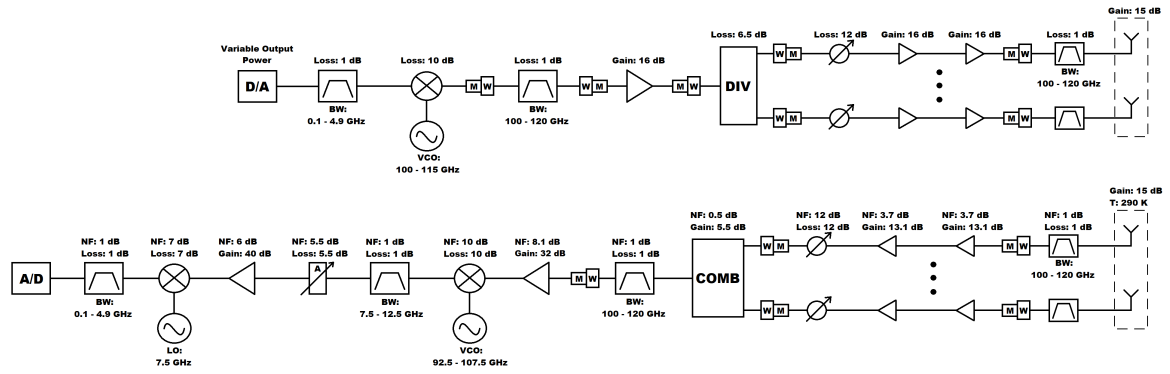 Gain: 15 dB
Variable Output
Power
Loss: 1 dB
Loss: 10 dB
Loss: 1 dB
Gain: 16 dB
Loss: 6.5 dB
Loss: 12 dB
Gain: 16 dB
Gain: 16 dB
Loss: 1 dB
D/A
M W
W M
M W
DIV
W M
M W
BW:
0.1 - 4.9 GHz
BW:
100 - 120 GHz
BW:
100 - 120 GHz
W M
M W
VCO:
100 - 115 GHz
Gain: 15 dB
T: 290 K
NF: 1 dB
Loss: 1 dB
NF: 7 dB
Loss: 7 dB
NF: 6 dB
Gain: 40 dB
NF: 5.5 dB
Loss: 5.5 dB
NF: 1 dB
Loss: 1 dB
NF: 10 dB
Loss: 10 dB
NF: 8.1 dB
Gain: 32 dB
NF: 1 dB
Loss: 1 dB
NF: 0.5 dB
Gain: 5.5 dB
NF: 12 dB
Loss: 12 dB
NF: 3.7 dB
Gain: 13.1 dB
NF: 3.7 dB
Gain: 13.1 dB
NF: 1 dB
Loss: 1 dB
A/D
A
M W
COMB
W M
M W
BW:
0.1 - 4.9 GHz
BW:
7.5 - 12.5 GHz
BW:
100 - 120 GHz
BW:
100 - 120 GHz
W M
M W
LO:
7.5 GHz
VCO:
92.5 - 107.5 GHz